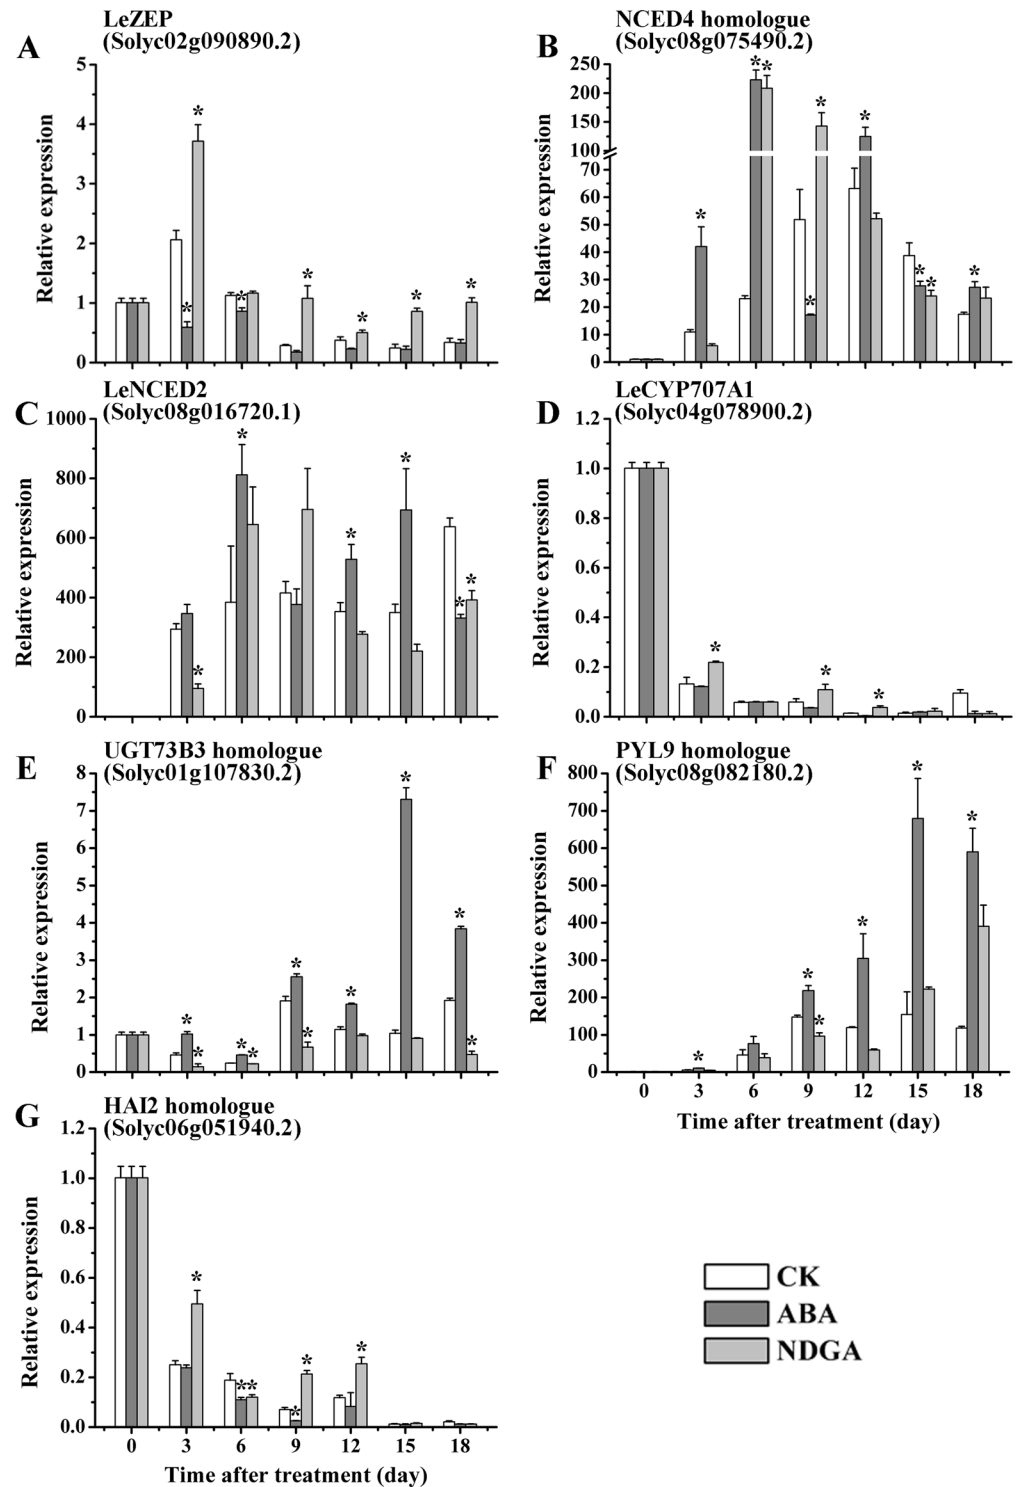 A
LeZEP
(Solyc02g090890.2)
Relative expression
5
4
3
2
1
0
*
*
*
*
*
*
*
B
NCED4 homologue
(Solyc08g075490.2)
Relative expression
250
200
150
100
70
60
50
40
30
20
10
0
*
* *
*
*
*
* *
*
C
LeNCED2
(Solyc08g016720.1)
Relative expression
1000
800
600
400
200
0
*
*
*
*
* *
D
LeCYP707A1
(Solyc04g078900.2)
Relative expression
1.2
1.0
0.8
0.6
0.4
0.2
0.0
*
*
*
E
UGT73B3 homologue
(Solyc01g107830.2)
Relative expression
8
7
6
5
4
3
2
1
0
* *
* *
* *
*
*
* *
F
PYL9 homologue
(Solyc08g082180.2)
Relative expression
800
700
600
500
400
300
200
100
0
*
* *
*
*
*
0 3 6 9 12 15 18
Time after treatment (day)
G
HAI2 homologue
(Solyc06g051940.2)
Relative expression
1.2
1.0
0.8
0.6
0.4
0.2
0.0
*
**
* *
*
0 3 6 9 12 15 18
Time after treatment (day)
CK
ABA
NDGA